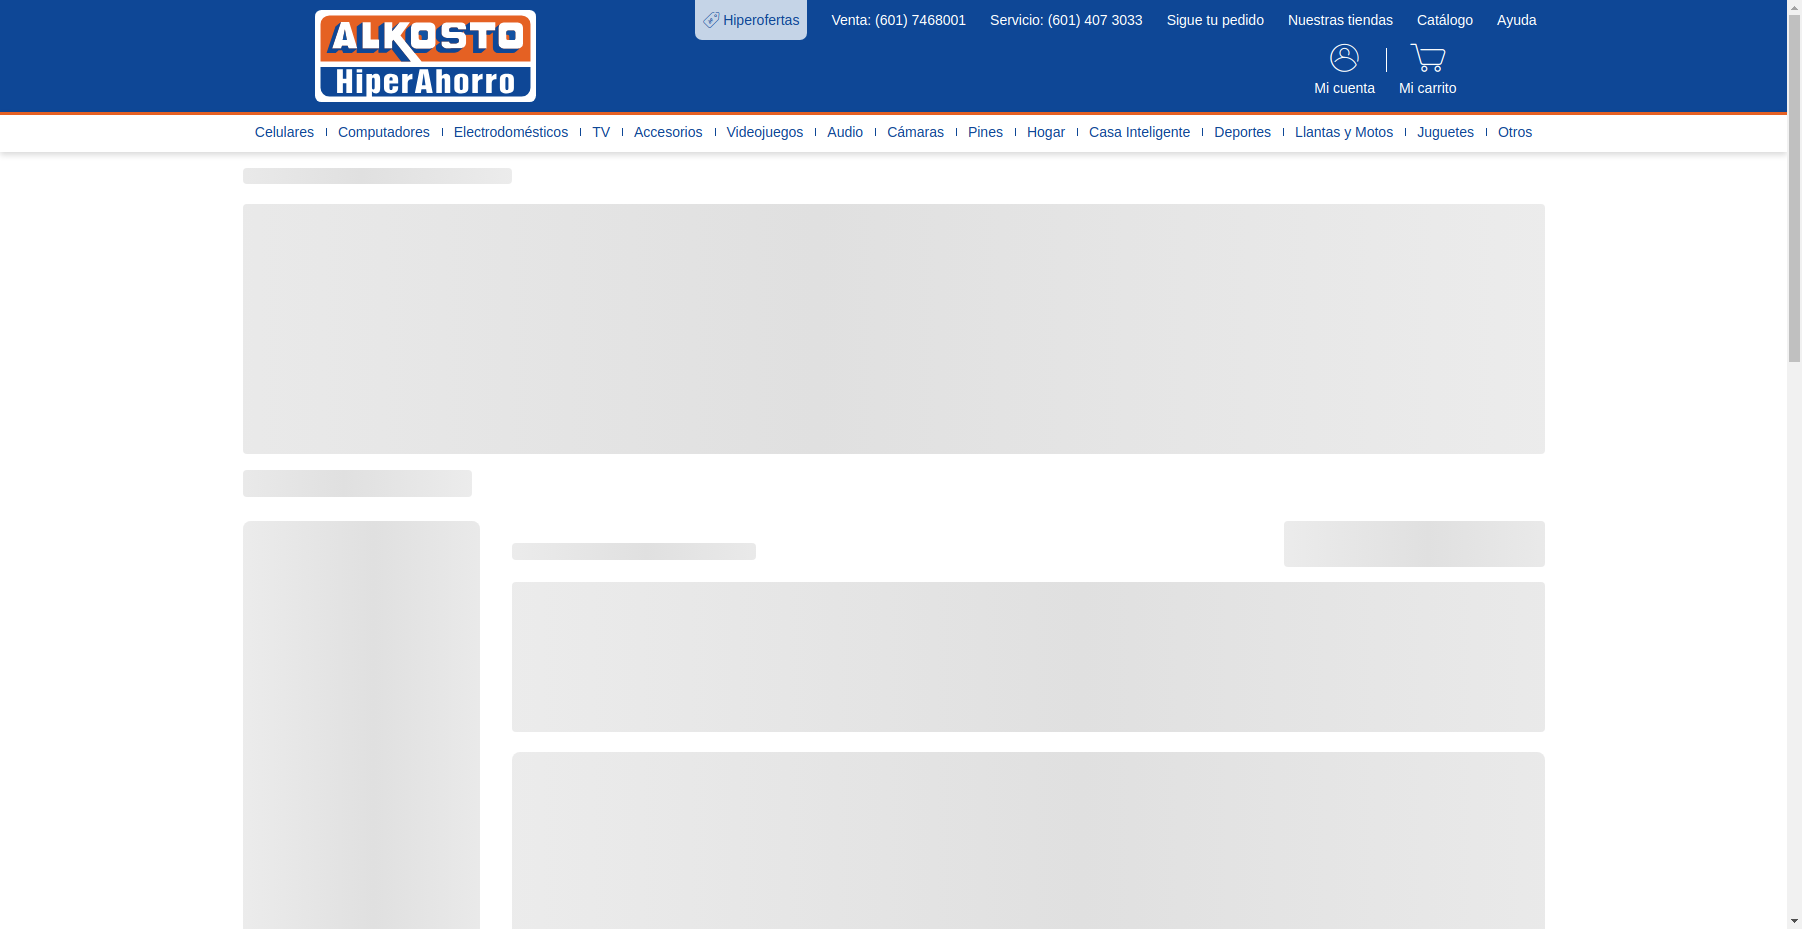 ALKOSTO
HiperAhorro
Hiperofertas
Venta: (601) 7468001
Servicio: (601) 407 3033
Sigue tu pedido
Nuestras tiendas
Catálogo
Ayuda
Mi cuenta
Mi carrito
Celulares
Computadores
Electrodomésticos
TV
Accesorios
Videojuegos
Audio
Cámaras
Pines
Hogar
Casa Inteligente
Deportes
Llantas y Motos
Juguetes
Otros